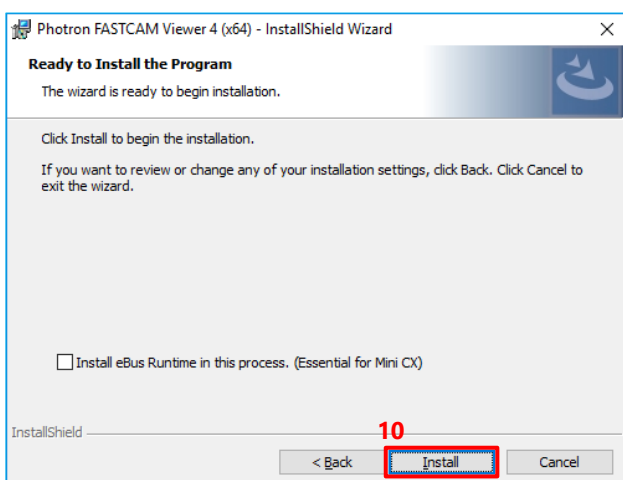 Photron FASTCAM Viewer 4 (x64) - InstallShield Wizard
Ready to Install the Program
The wizard is ready to begin installation.
Click Install to begin the installation.
If you want to review or change any of your installation settings, click Back. Click Cancel to
exit the wizard.
Install eBus Runtime in this process. (Essential for Mini CX)
InstallShield
10
< Back
Install
Cancel